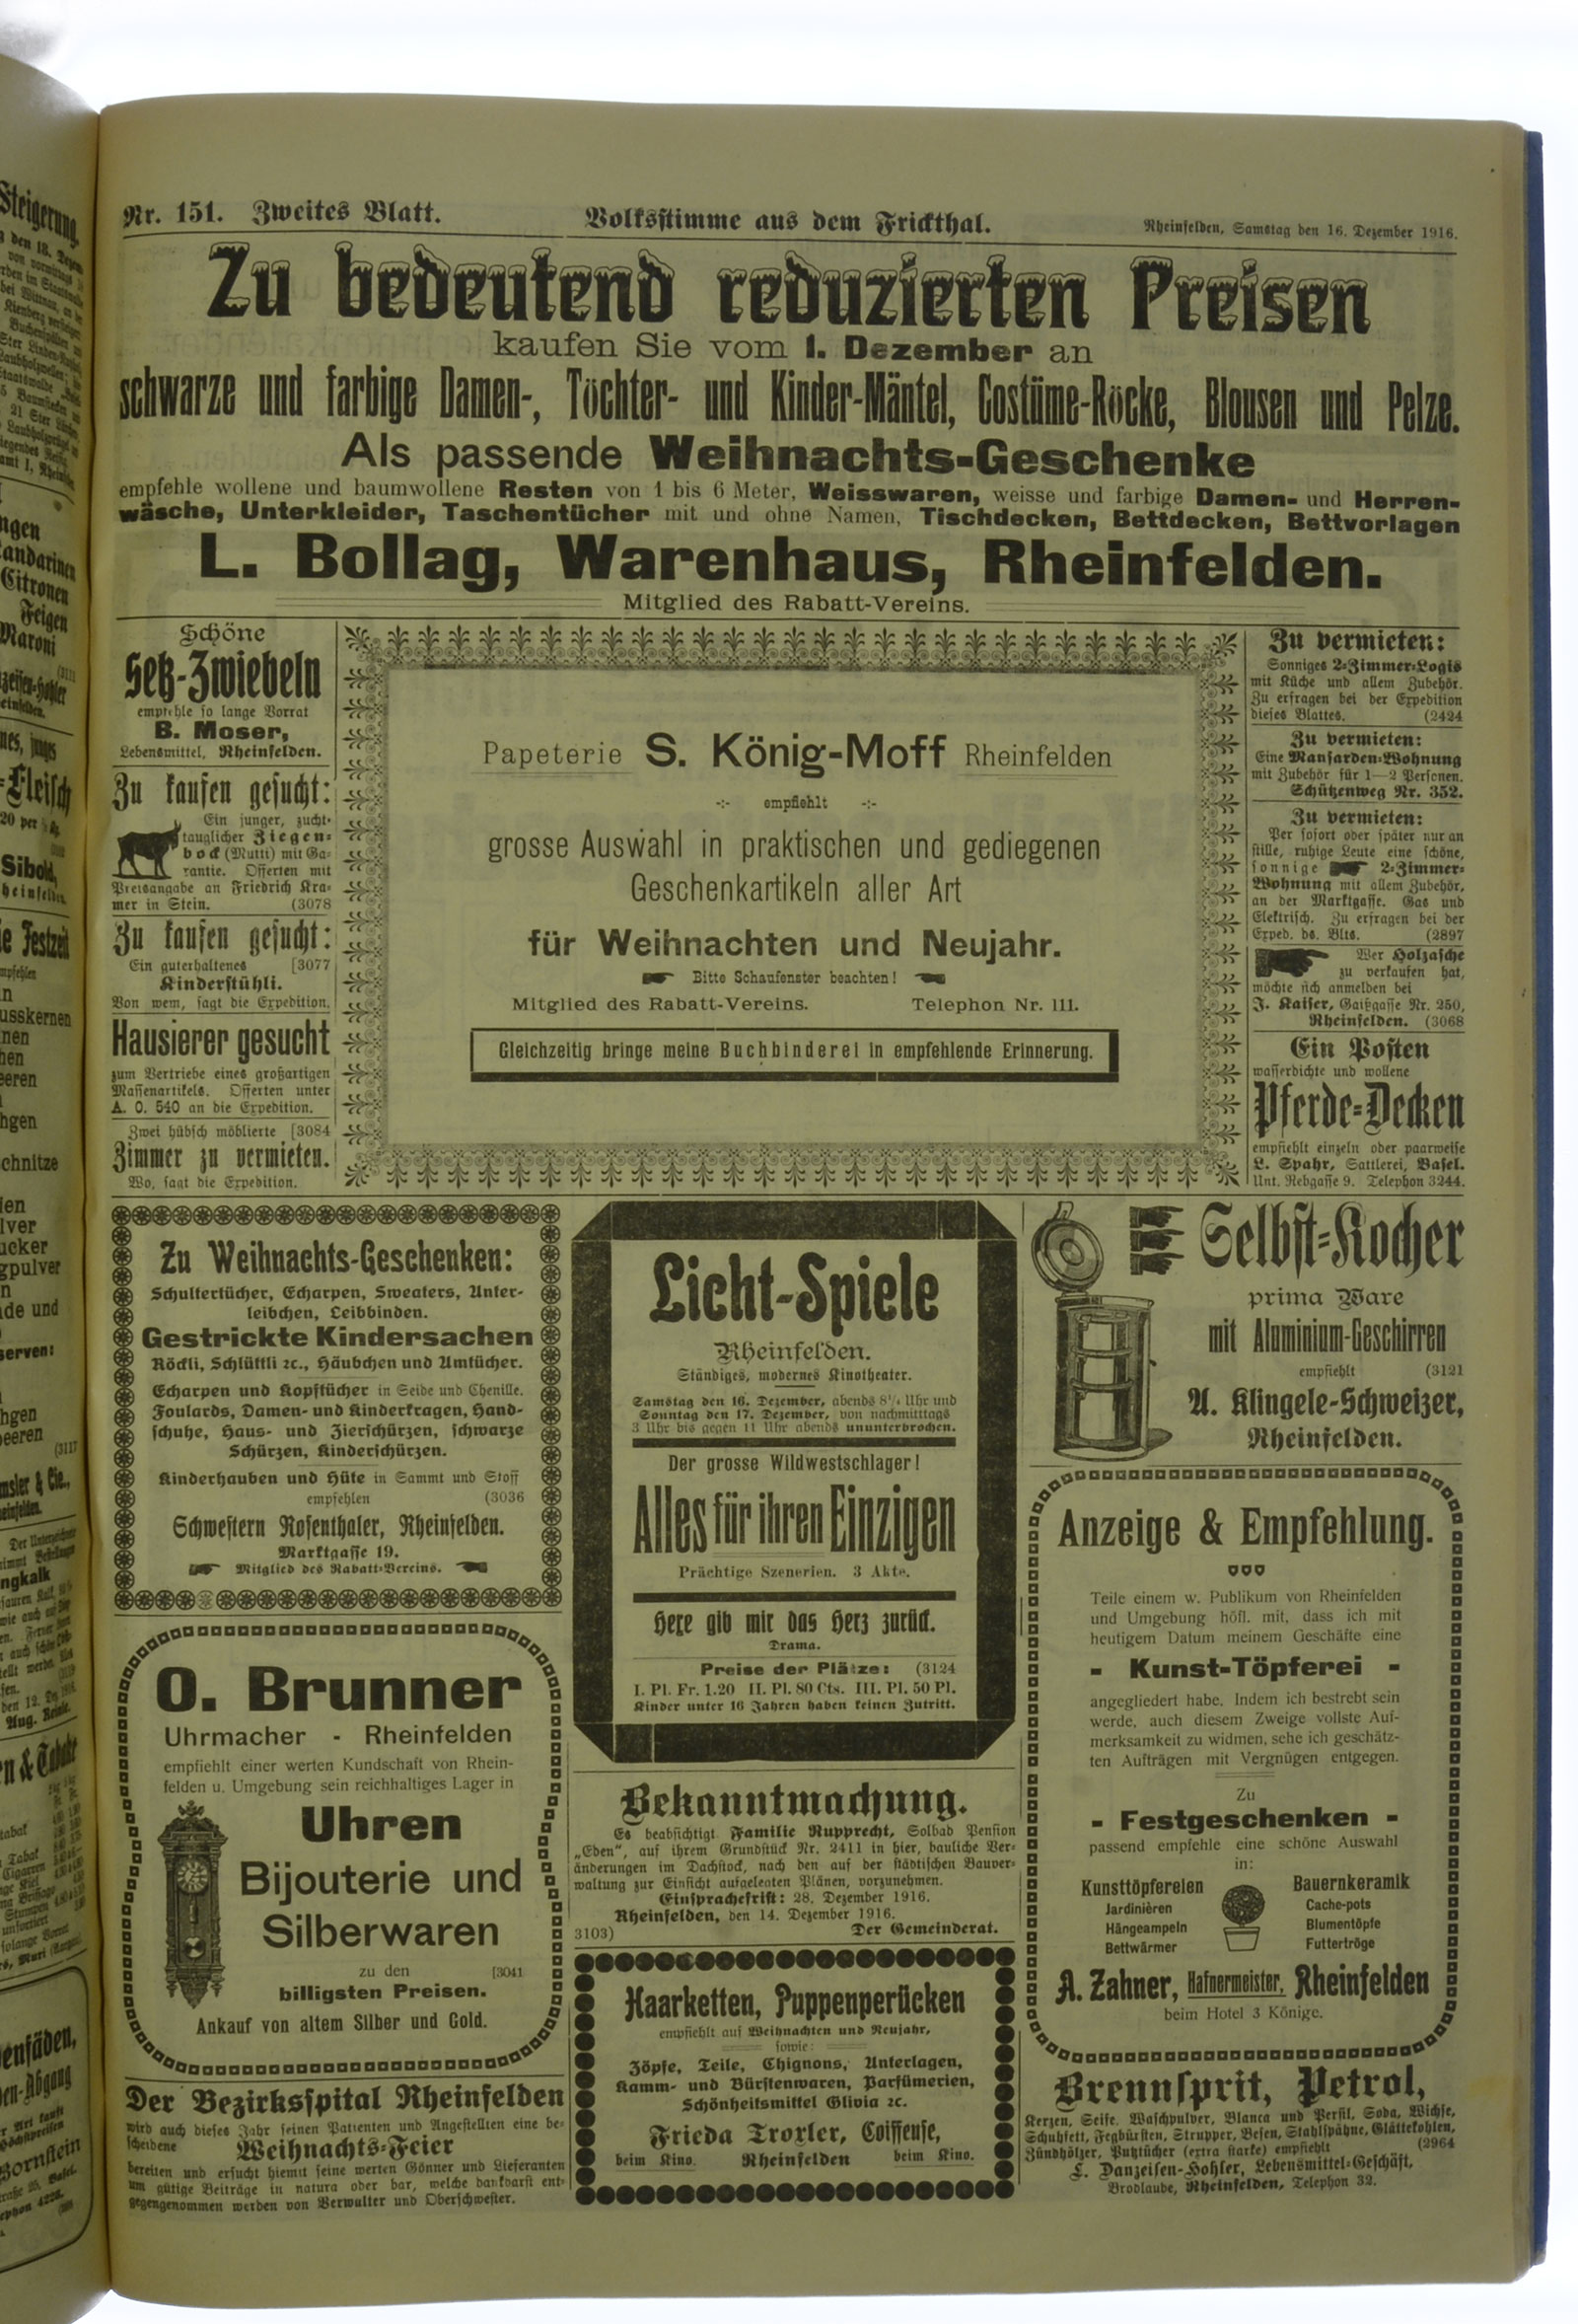 Nr. 151. Zweites Blatt.
Volksstimme aus dem Frickthal.
Rheinfelden, Samstag den 16. Dezember 1916.
Zu bedeutend reduzierten Preisen
kaufen Sie vom 1. Dezember an
schwarze und farbige Damen-, Töchter- und Kinder-Mäntel, Costüme-Röcke, Blousen und Pelze.
Als passende Weihnachts-Geschenke
empfehle wollene und baumwollene Resten von 1 bis 6 Meter, Weisswaren, weisse und farbige Damen- und Herren-
wäsche, Unterkleider, Taschentücher mit und ohne Namen, Tischdecken, Bettdecken, Bettvorlagen
L. Bollag, Warenhaus, Rheinfelden.
Mitglied des Rabatt-Vereins.
Schöne
Setz-Zwiebeln
empfehle so lange Vorrat
B. Moser,
Lebensmittel, Rheinfelden.
Zu kaufen gesucht:
Ein junger, zucht-
tauglicher Ziegen-
bock (Mutti) mit Ga-
rantie. Offerten mit
Preisangabe an Friedrich Kra-
mer in Stein. (3078
Zu kaufen gesucht:
Ein guterhaltenes [3077
Kinderstühli.
Von wem, sagt die Expedition.
Hausierer gesucht
zum Vertriebe eines großartigen
Massenartikels. Offerten unter
A. O. 540 an die Expedition.
Zwei hübsch möblierte [3084
Zimmer zu vermieten.
Wo, sagt die Expedition.
Papeterie S. König-Moff Rheinfelden
-:- empfiehlt -:-
grosse Auswahl in praktischen und gediegenen
Geschenkartikeln aller Art
für Weihnachten und Neujahr.
Bitte Schaufenster beachten!
Mitglied des Rabatt-Vereins. Telephon Nr. 111.
Gleichzeitig bringe meine Buchbinderei in empfehlende Erinnerung.
Zu vermieten:
Sonniges 2-Zimmer-Logis
mit Küche und allem Zubehör.
Zu erfragen bei der Expedition
dieses Blattes. (2424
Zu vermieten:
Eine Mansarden-Wohnung
mit Zubehör für 1—2 Personen.
Schützenweg Nr. 352.
Zu vermieten:
Per sofort oder später nur an
stille, ruhige Leute eine schöne,
sonnige 2-Zimmer-
Wohnung mit allem Zubehör,
an der Marktgasse. Gas und
Elektrisch. Zu erfragen bei der
Exped. ds. Blts. (2897
Wer Holzasche
zu verkaufen hat,
möchte sich anmelden bei
J. Kaiser, Gaißgasse Nr. 250,
Rheinfelden. (3068
Ein Posten
wasserdichte und wollene
Pferde-Decken
empfiehlt einzeln oder paarweise
L. Spahr, Sattlerei, Basel.
Unt. Rebgasse 9. Telephon 3244.
Zu Weihnachts-Geschenken:
Schultertücher, Echarpen, Sweaters, Unter-
leibchen, Leibbinden.
Gestrickte Kindersachen
Röckli, Schlüttli ꝛc., Häubchen und Umtücher.
Echarpen und Kopftücher in Seide und Chenille.
Foulards, Damen- und Kinderkragen, Hand-
schuhe, Haus- und Zierschürzen, schwarze
Schürzen, Kinderschürzen.
Kinderhauben und Hüte in Sammt und Stoff
empfehlen (3036
Schwestern Rosenthaler, Rheinfelden.
Marktgasse 19.
Mitglied des Rabatt-Vereins.
O. Brunner
Uhrmacher - Rheinfelden
empfiehlt einer werten Kundschaft von Rhein-
felden u. Umgebung sein reichhaltiges Lager in
Uhren
Bijouterie und
Silberwaren
zu den [3041
billigsten Preisen.
Ankauf von altem Silber und Gold.
Der Bezirksspital Rheinfelden
wird auch dieses Jahr seinen Patienten und Angestellten eine be-
scheidene Weihnachts-Feier
bereiten und ersucht hiemit seine werten Gönner und Lieferanten
um gütige Beiträge in natura oder bar, welche dankbarst ent-
gegengenommen werden von Verwalter und Oberschwester.
Licht-Spiele
Rheinfelden.
Ständiges, modernes Kinotheater.
Samstag den 16. Dezember, abends 8¼ Uhr und
Sonntag den 17. Dezember, von nachmittags
3 Uhr bis gegen 11 Uhr abends ununterbrochen.
Der grosse Wildwestschlager!
Alles für ihren Einzigen
Prächtige Szenerien. 3 Akte.
Hexe gib mir das Herz zurück.
Drama.
Preise der Plätze: (3124
I. Pl. Fr. 1.20 II. Pl. 80 Cts. III. Pl. 50 Pl.
Kinder unter 16 Jahren haben keinen Zutritt.
Bekanntmachung.
Es beabsichtigt Familie Rupprecht, Solbad Pension
„Eden“, auf ihrem Grundstück Nr. 2411 in hier, bauliche Ver-
änderungen im Dachstock, nach den auf der städtischen Bauver-
waltung zur Einsicht aufgelegten Plänen, vorzunehmen.
Einsprachefrist: 28. Dezember 1916.
Rheinfelden, den 14. Dezember 1916.
3103) Der Gemeinderat.
Haarketten, Puppenperücken
empfiehlt auf Weihnachten und Neujahr,
sowie:
Zöpfe, Teile, Chignons, Unterlagen,
Kamm- und Bürstenwaren, Parfümerien,
Schönheitsmittel Olivia ꝛc.
Frieda Troxler, Coiffeuse,
beim Kino. Rheinfelden beim Kino.
Selbst-Kocher
prima Ware
mit Aluminium-Geschirren
empfiehlt (3121
A. Klingele-Schweizer,
Rheinfelden.
Anzeige & Empfehlung.
Teile einem w. Publikum von Rheinfelden
und Umgebung höfl. mit, dass ich mit
heutigem Datum meinem Geschäfte eine
- Kunst-Töpferei -
angegliedert habe. Indem ich bestrebt sein
werde, auch diesem Zweige vollste Auf-
merksamkeit zu widmen, sehe ich geschätz-
ten Aufträgen mit Vergnügen entgegen.
Zu
- Festgeschenken -
passend empfehle eine schöne Auswahl
in:
Kunsttöpfereien
Jardinièren
Hängeampeln
Bettwärmer
Bauernkeramik
Cache-pots
Blumentöpfe
Futtertröge
A. Zahner, Hafnermeister, Rheinfelden
beim Hotel 3 Könige.
Brennsprit, Petrol,
Kerzen, Seife, Waschpulver, Blanca und Persil, Soda, Wichse,
Schuhfett, Fegbürsten, Strupper, Besen, Stahlspähne, Glättekohlen,
Zündhölzer, Putztücher (extra starke) empfiehlt (2964
L. Danzeisen-Hohler, Lebensmittel-Geschäft,
Brodlaube, Rheinfelden, Telephon 32.